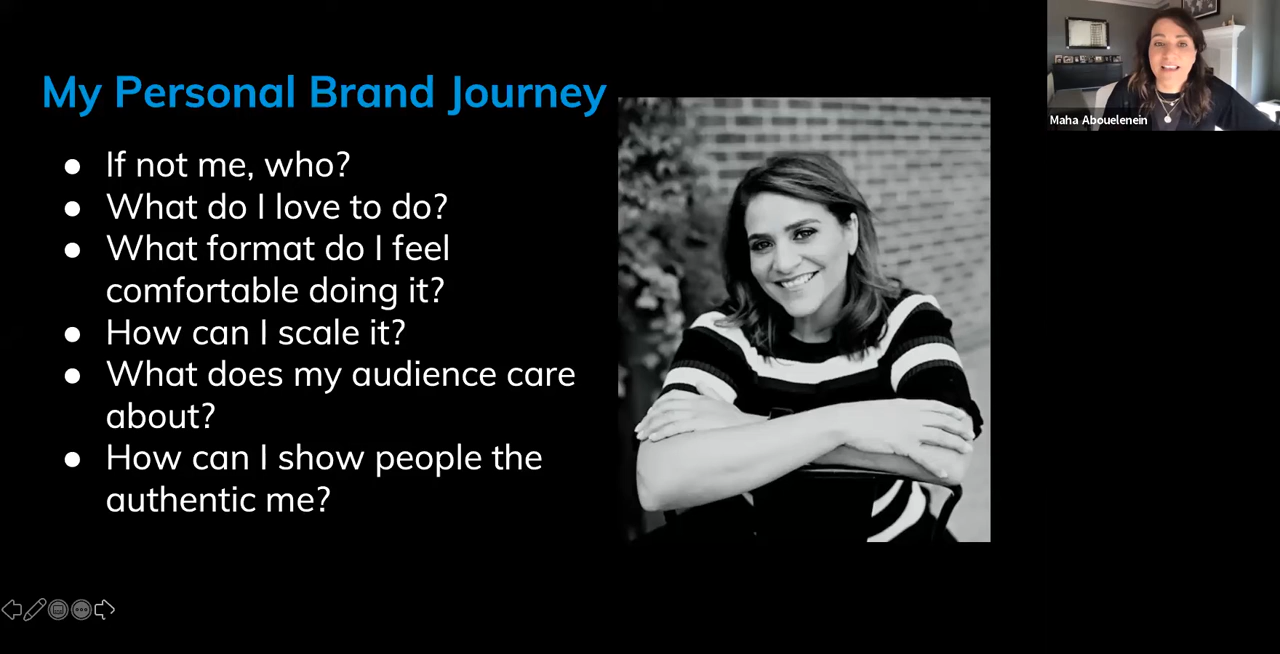 My Personal Brand Journey
● If not me, who?
● What do I love to do?
● What format do I feel
comfortable doing it?
● How can I scale it?
● What does my audience care
about?
● How can I show people the
authentic me?
Maha Abouelenein